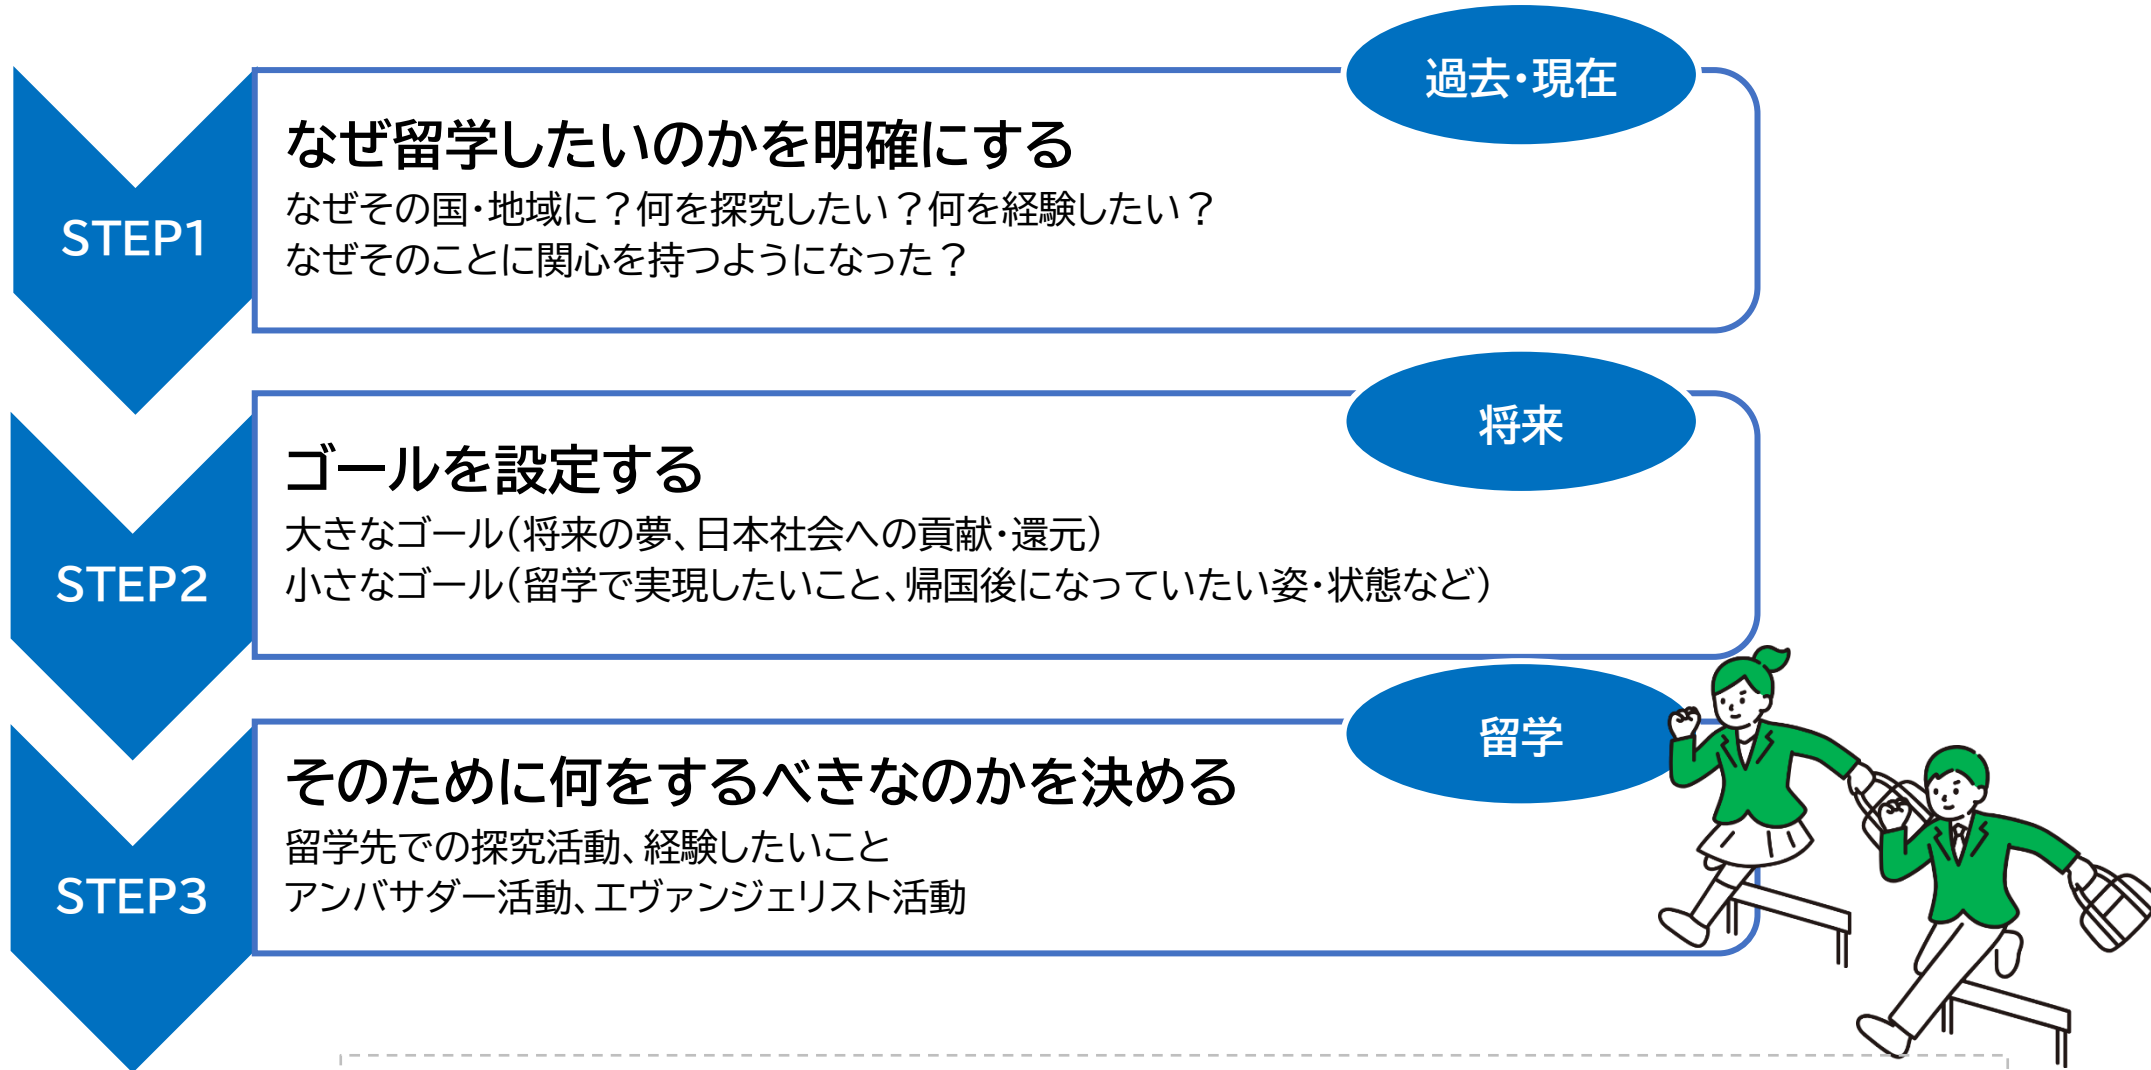 過去・現在
なぜ留学したいのかを明確にする
なぜその国・地域に？何を探究したい？何を経験したい？
なぜそのことに関心を持つようになった？
STEP1
将来
ゴールを設定する
大きなゴール（将来の夢、日本社会への貢献・還元）
小さなゴール（留学で実現したいこと、帰国後になっていたい姿・状態など）
STEP2
留学
そのために何をするべきなのかを決める
留学先での探究活動、経験したいこと
アンバサダー活動、エヴァンジェリスト活動
STEP3